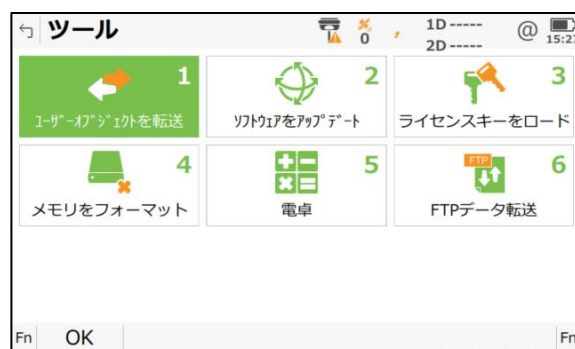 ツール
0
1D -----
2D -----
@
15:27
1
ﾕｰｻﾞｰｵﾌﾞｼﾞｪｸﾄを転送
2
ｿﾌﾄｳｪｱをｱｯﾌﾟﾃﾞｰﾄ
3
ライセンスキーをロード
4
メモリをフォーマット
5
電卓
FTP
6
FTPデータ転送
Fn OK Fn